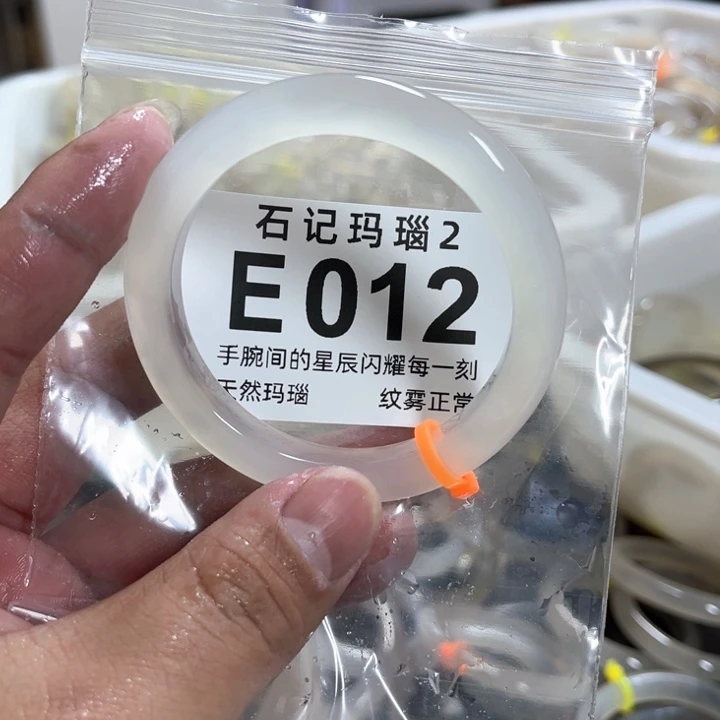 石记玛瑙2
E012
手腕间的星辰闪耀每一刻
天然玛瑙 纹雾正常